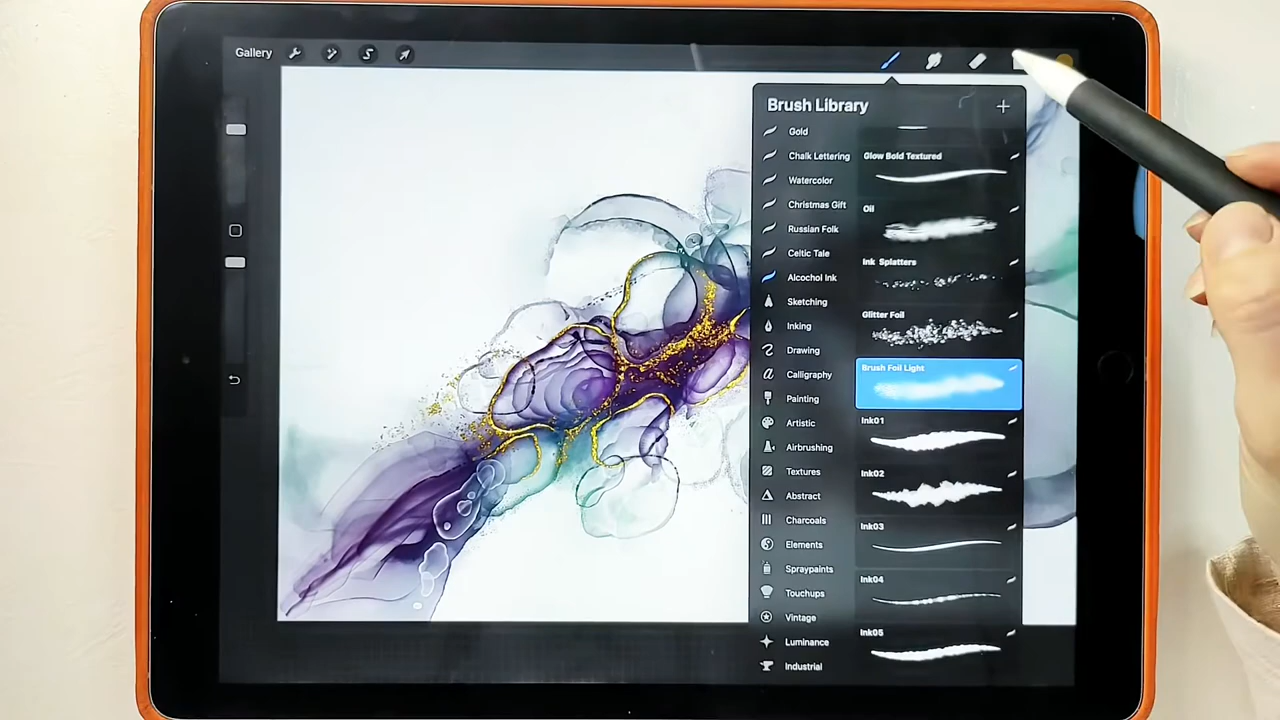 Gallery
Brush Library
Gold
Chalk Lettering
Watercolor
Christmas Gift
Russian Folk
Celtic Tale
Alcochol Ink
Sketching
Inking
Drawing
Calligraphy
Painting
Artistic
Airbrushing
Textures
Abstract
Charcoals
Elements
Spraypaints
Touchups
Vintage
Luminance
Industrial
Glow Bold Textured
Oil
Ink Splatters
Glitter Foil
Brush Foil Light
Ink01
Ink02
Ink03
Ink04
Ink05